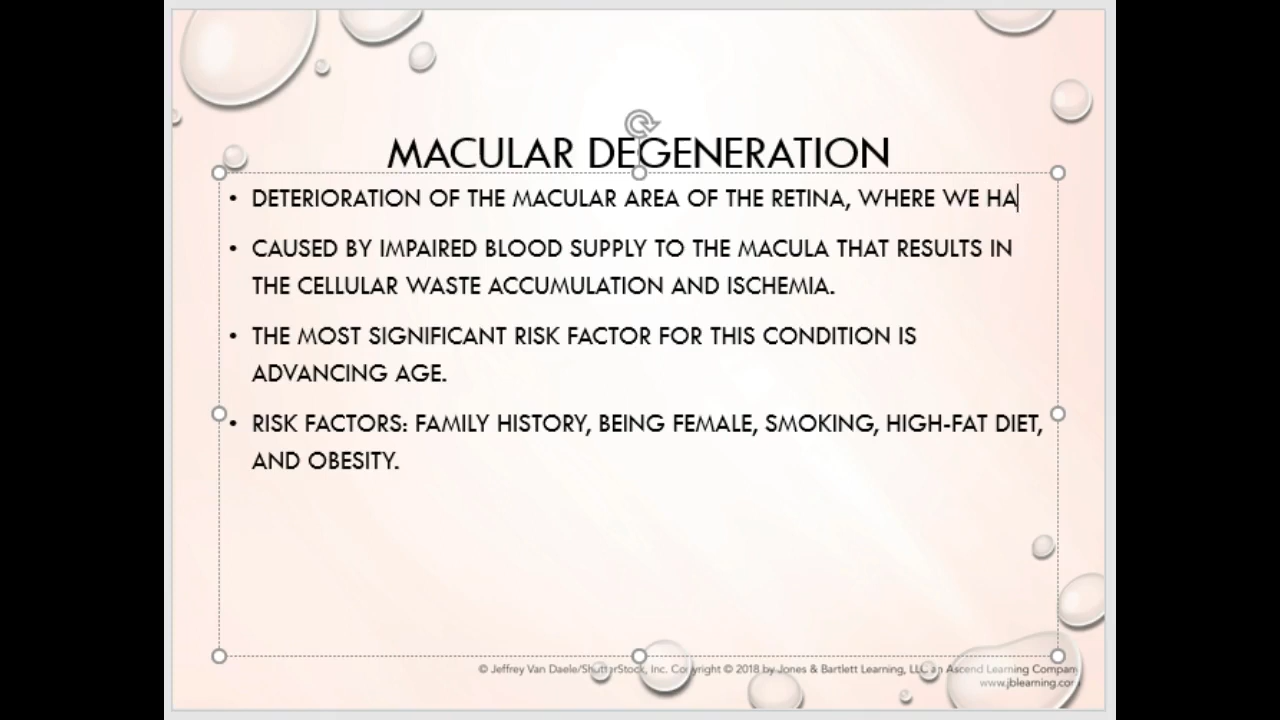 MACULAR DEGENERATION
• DETERIORATION OF THE MACULAR AREA OF THE RETINA, WHERE WE HA
• CAUSED BY IMPAIRED BLOOD SUPPLY TO THE MACULA THAT RESULTS IN
THE CELLULAR WASTE ACCUMULATION AND ISCHEMIA.
• THE MOST SIGNIFICANT RISK FACTOR FOR THIS CONDITION IS
ADVANCING AGE.
• RISK FACTORS: FAMILY HISTORY, BEING FEMALE, SMOKING, HIGH-FAT DIET,
AND OBESITY.
© Jeffrey Van Daele/ShutterStock, Inc. Copyright © 2018 by Jones & Bartlett Learning, LLC an Ascend Learning Company
www.jblearning.com